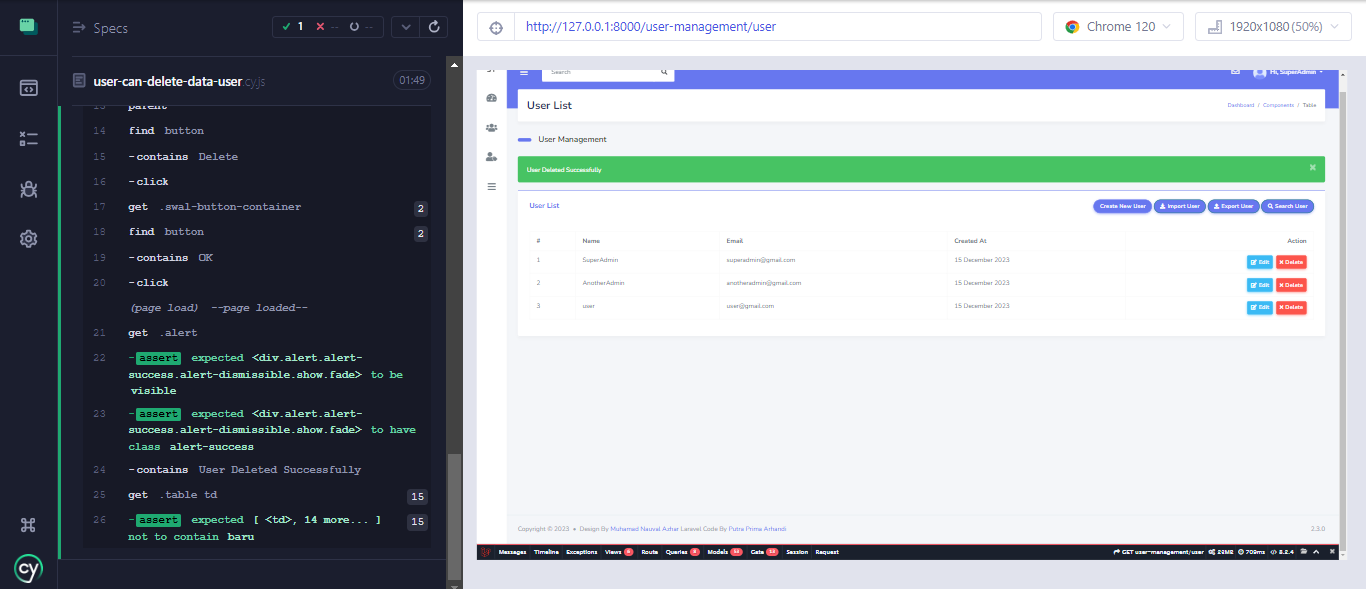 Specs
1
--
--
user-can-delete-data-user.cy.js
01:49
13 parent
14 find button
15 -contains Delete
16 -click
17 get .swal-button-container 2
18 find button 2
19 -contains OK
20 -click
(page load) --page loaded--
21 get .alert
22 -assert expected <div.alert.alert-
success.alert-dismissible.show.fade> to be
visible
23 -assert expected <div.alert.alert-
success.alert-dismissible.show.fade> to have
class alert-success
24 -contains User Deleted Successfully
25 get .table td 15
26 -assert expected [ <td>, 14 more... ] 15
not to contain baru
cy
http://127.0.0.1:8000/user-management/user
Chrome 120
1920x1080 (50%)
Search
Hi, SuperAdmin
User List
Dashboard / Components / Table
User Management
User Deleted Successfully
User List
Create New User Import User Export User Search User
# Name Email Created At Action
1 SuperAdmin superadmin@gmail.com 15 December 2023 Edit Delete
2 AnotherAdmin anotheradmin@gmail.com 15 December 2023 Edit Delete
3 user user@gmail.com 15 December 2023 Edit Delete
Copyright © 2023 • Design By Muhamad Nauval Azhar Laravel Code By Putra Prima Arhandi
2.3.0
Messages Timeline Exceptions Views Route Queries Models Gate Session Request
GET user-management/user 26MB 709ms 8.2.4